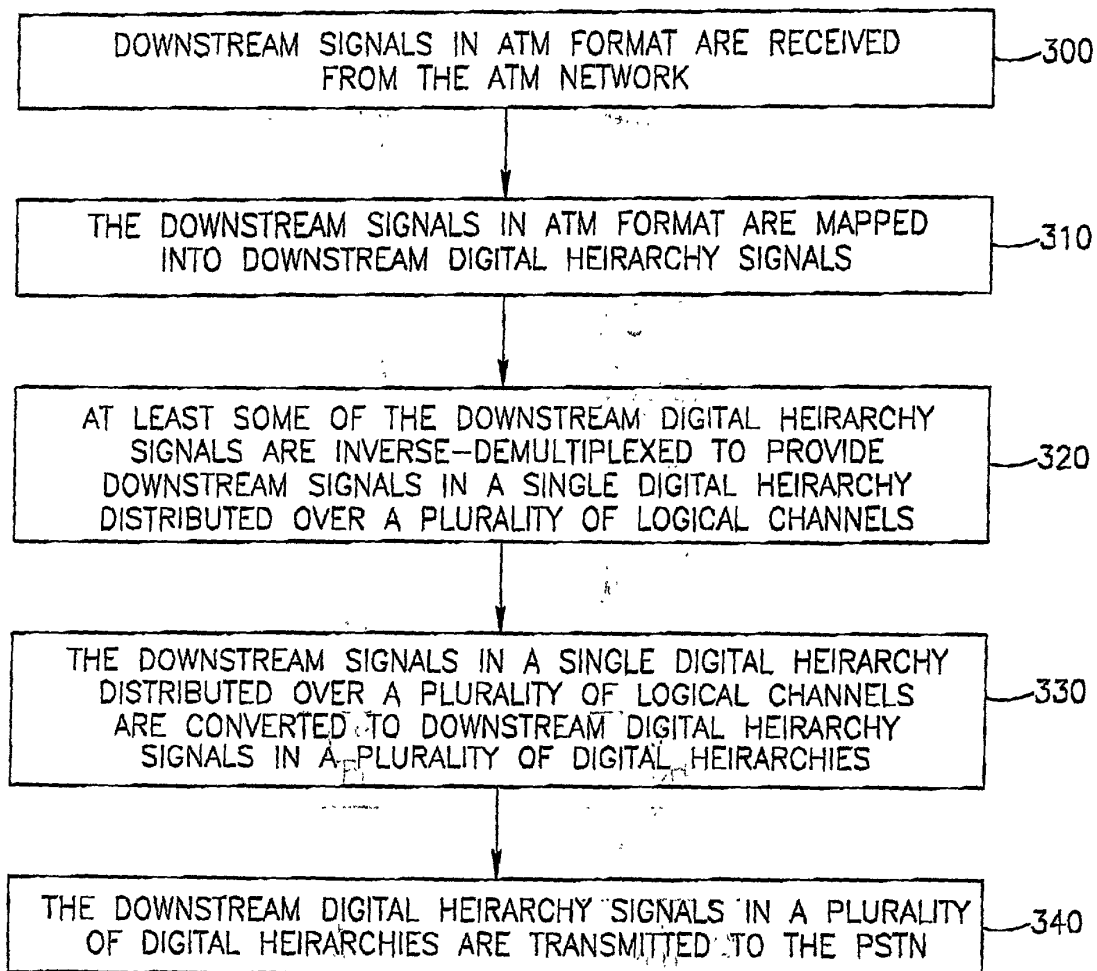 DOWNSTREAM SIGNALS IN ATM FORMAT ARE RECEIVED
FROM THE ATM NETWORK
300
THE DOWNSTREAM SIGNALS IN ATM FORMAT ARE MAPPED
INTO DOWNSTREAM DIGITAL HEIRARCHY SIGNALS
310
AT LEAST SOME OF THE DOWNSTREAM DIGITAL HEIRARCHY
SIGNALS ARE INVERSE-DEMULTIPLEXED TO PROVIDE
DOWNSTREAM SIGNALS IN A SINGLE DIGITAL HEIRARCHY
DISTRIBUTED OVER A PLURALITY OF LOGICAL CHANNELS
320
THE DOWNSTREAM SIGNALS IN A SINGLE DIGITAL HEIRARCHY
DISTRIBUTED OVER A PLURALITY OF LOGICAL CHANNELS
ARE CONVERTED TO DOWNSTREAM DIGITAL HEIRARCHY
SIGNALS IN A PLURALITY OF DIGITAL HEIRARCHIES
330
THE DOWNSTREAM DIGITAL HEIRARCHY SIGNALS IN A PLURALITY
OF DIGITAL HEIRARCHIES ARE TRANSMITTED TO THE PSTN
340